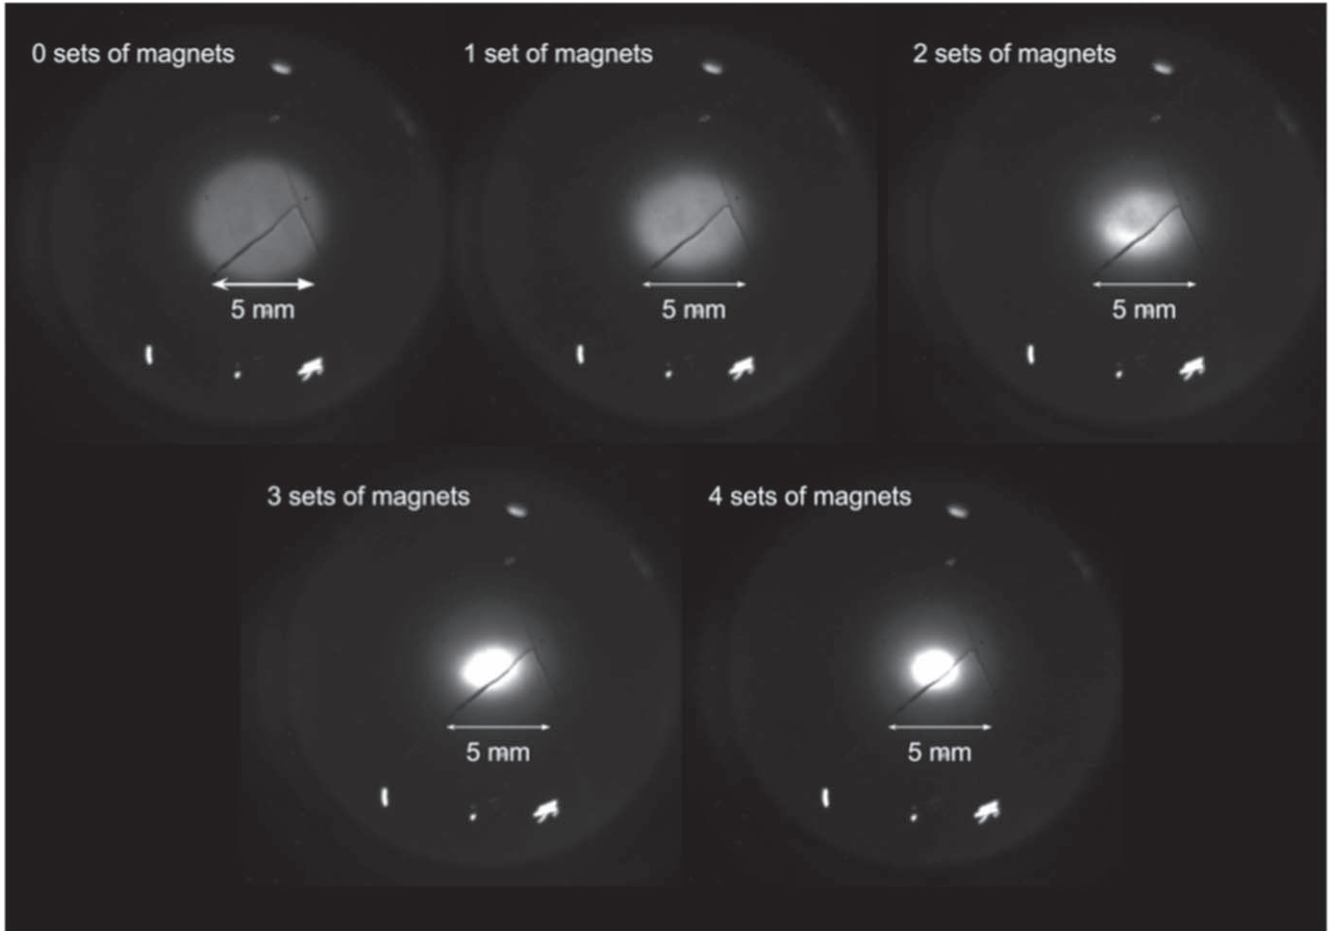 0 sets of magnets
1 set of magnets
2 sets of magnets
5 mm
5 mm
5 mm
3 sets of magnets
4 sets of magnets
5 mm
5 mm